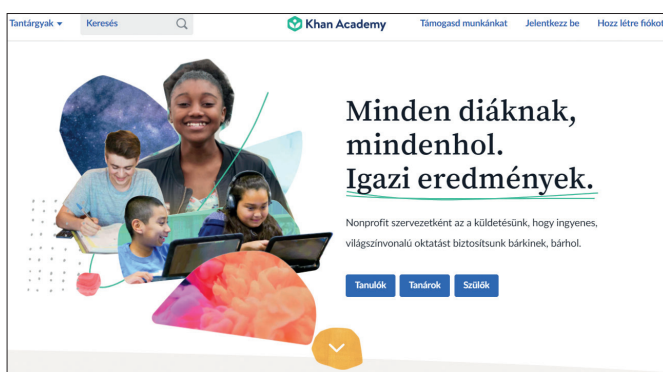 Tantárgyak
Keresés
Khan Academy
Támogasd munkánkat
Jelentkezz be
Hozz létre fiókot
Minden diáknak,
mindenhol.
Igazi eredmények.
Nonprofit szervezetként az a küldetésünk, hogy ingyenes,
világszínvonalú oktatást biztosítsunk bárkinek, bárhol.
Tanulók
Tanárok
Szülők